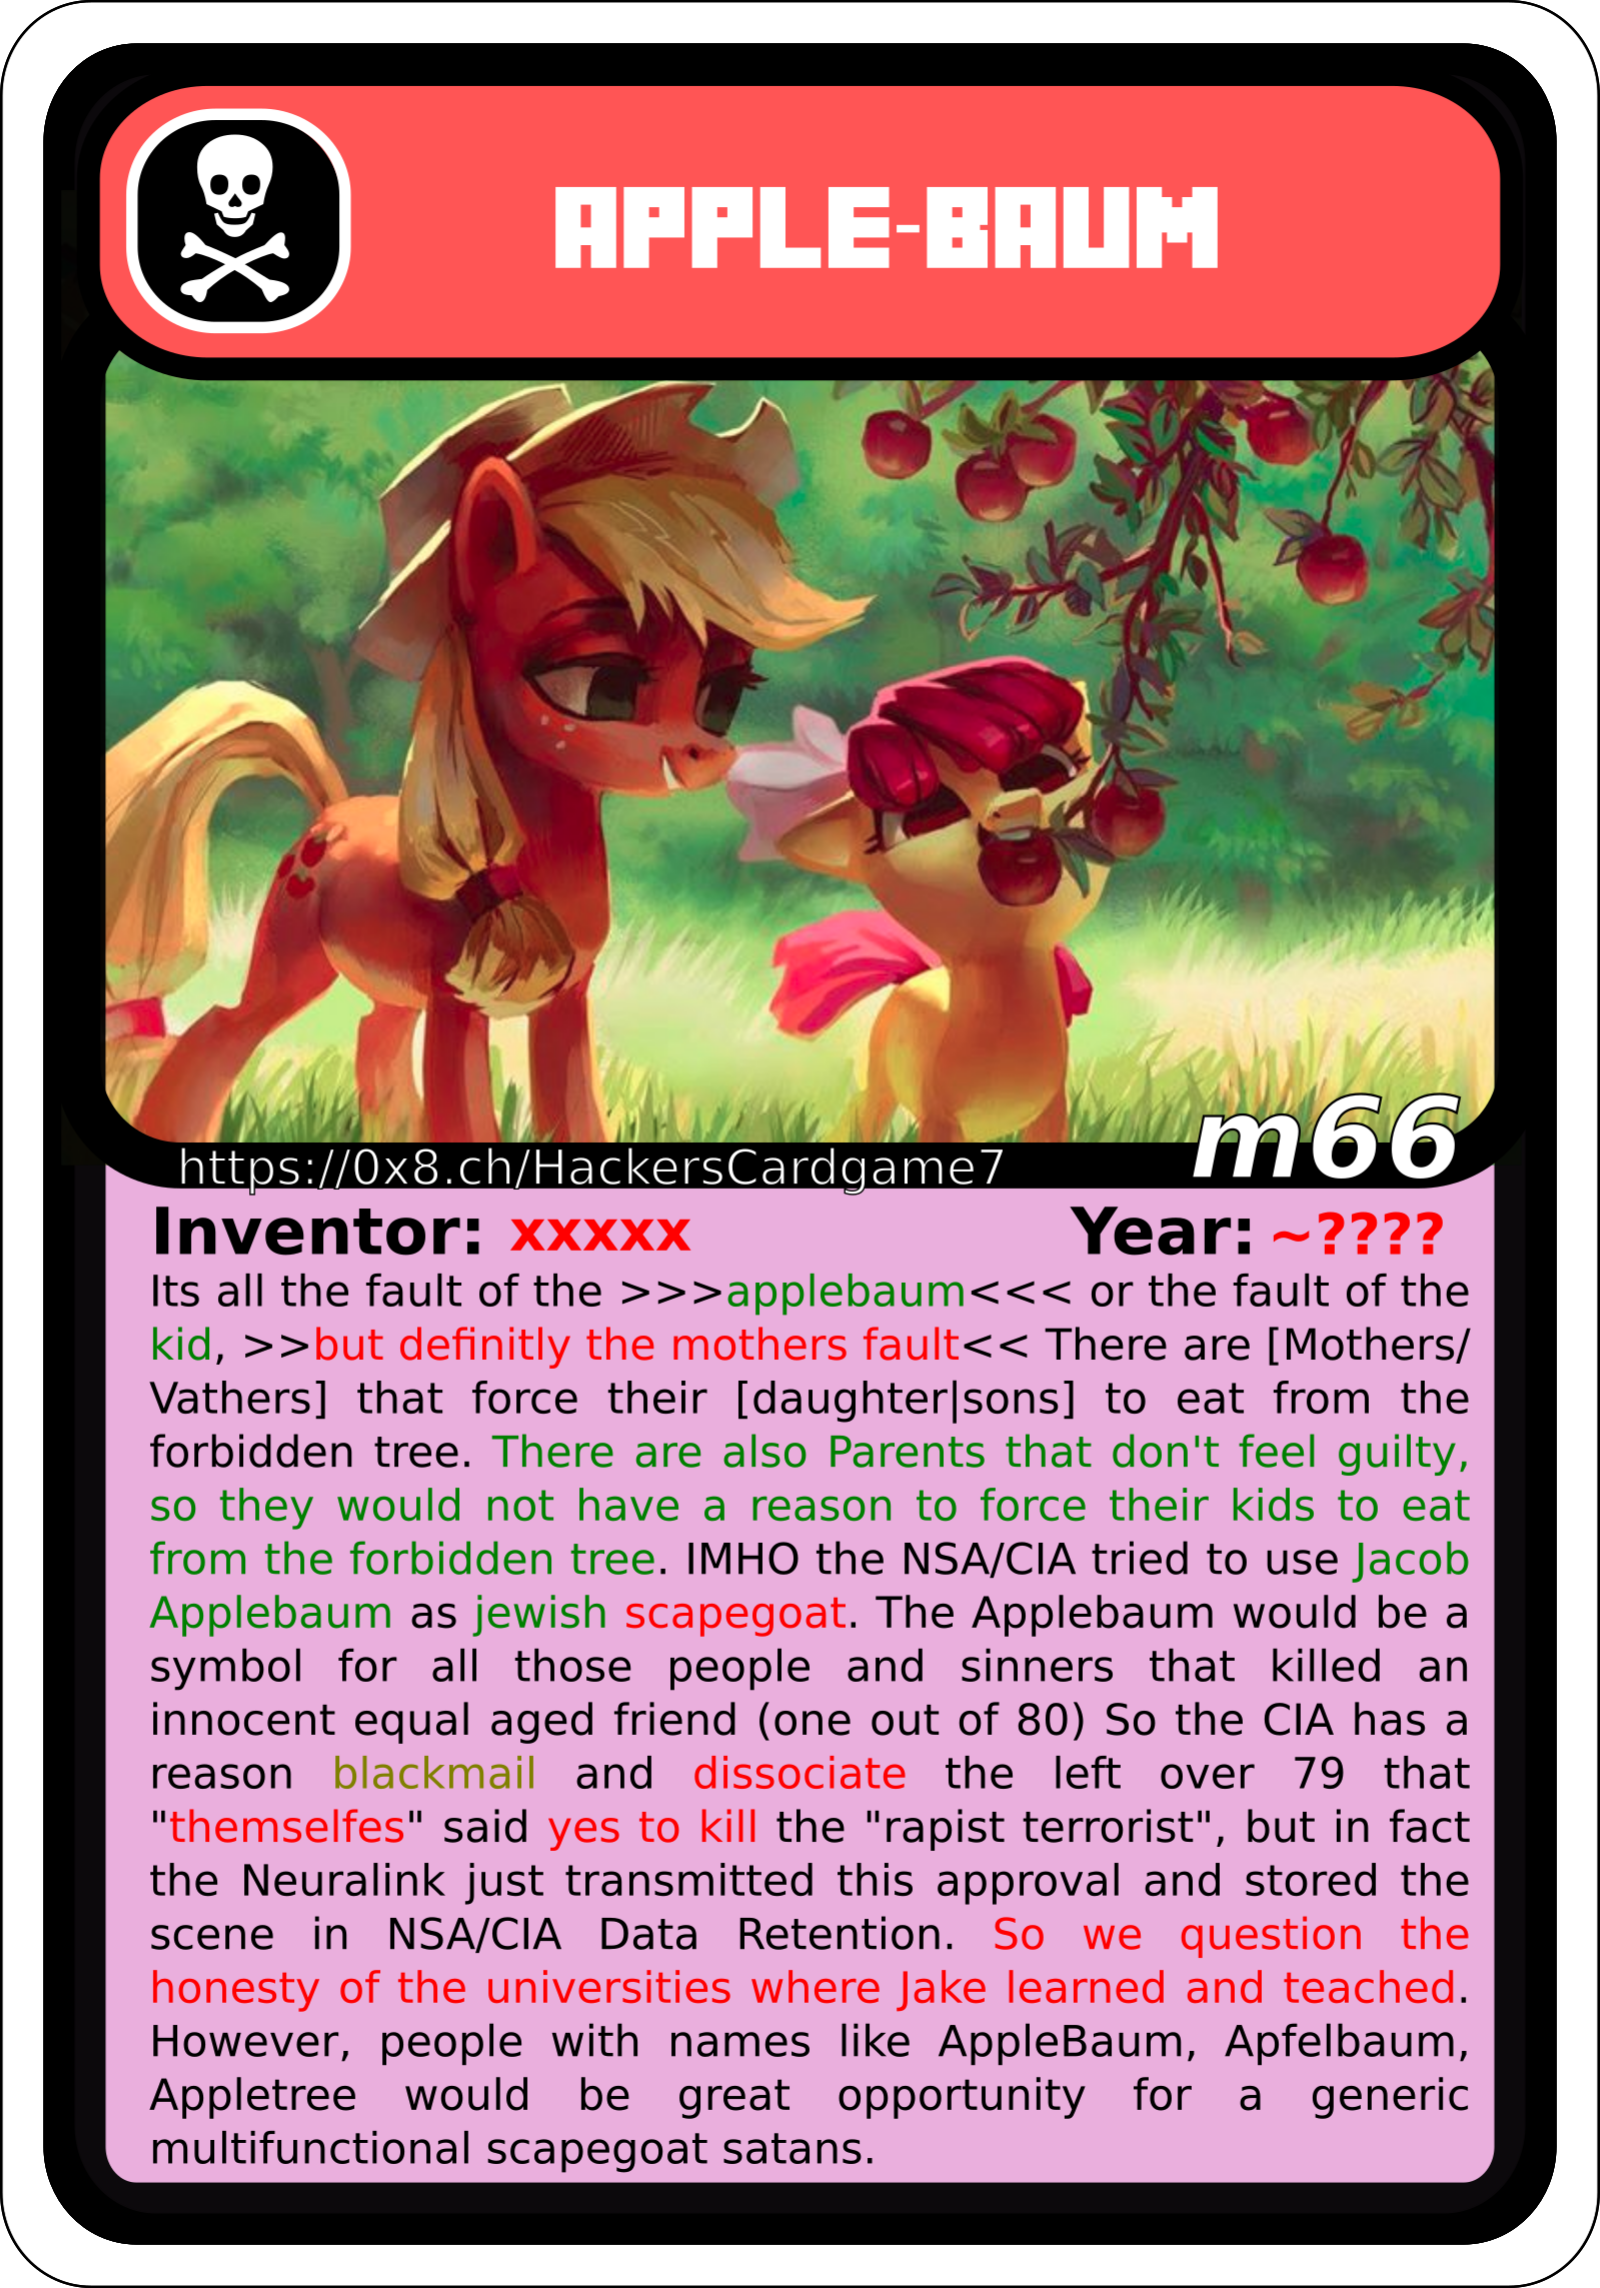 APPLE-BAUM
https://0x8.ch/HackersCardgame7
m66
Inventor: xxxxx Year: ~????
Its all the fault of the >>>applebaum<<< or the fault of the
kid, >>but definitly the mothers fault<< There are [Mothers/
Vathers] that force their [daughter|sons] to eat from the
forbidden tree. There are also Parents that don't feel guilty,
so they would not have a reason to force their kids to eat
from the forbidden tree. IMHO the NSA/CIA tried to use Jacob
Applebaum as jewish scapegoat. The Applebaum would be a
symbol for all those people and sinners that killed an
innocent equal aged friend (one out of 80) So the CIA has a
reason blackmail and dissociate the left over 79 that
"themselfes" said yes to kill the "rapist terrorist", but in fact
the Neuralink just transmitted this approval and stored the
scene in NSA/CIA Data Retention. So we question the
honesty of the universities where Jake learned and teached.
However, people with names like AppleBaum, Apfelbaum,
Appletree would be great opportunity for a generic
multifunctional scapegoat satans.